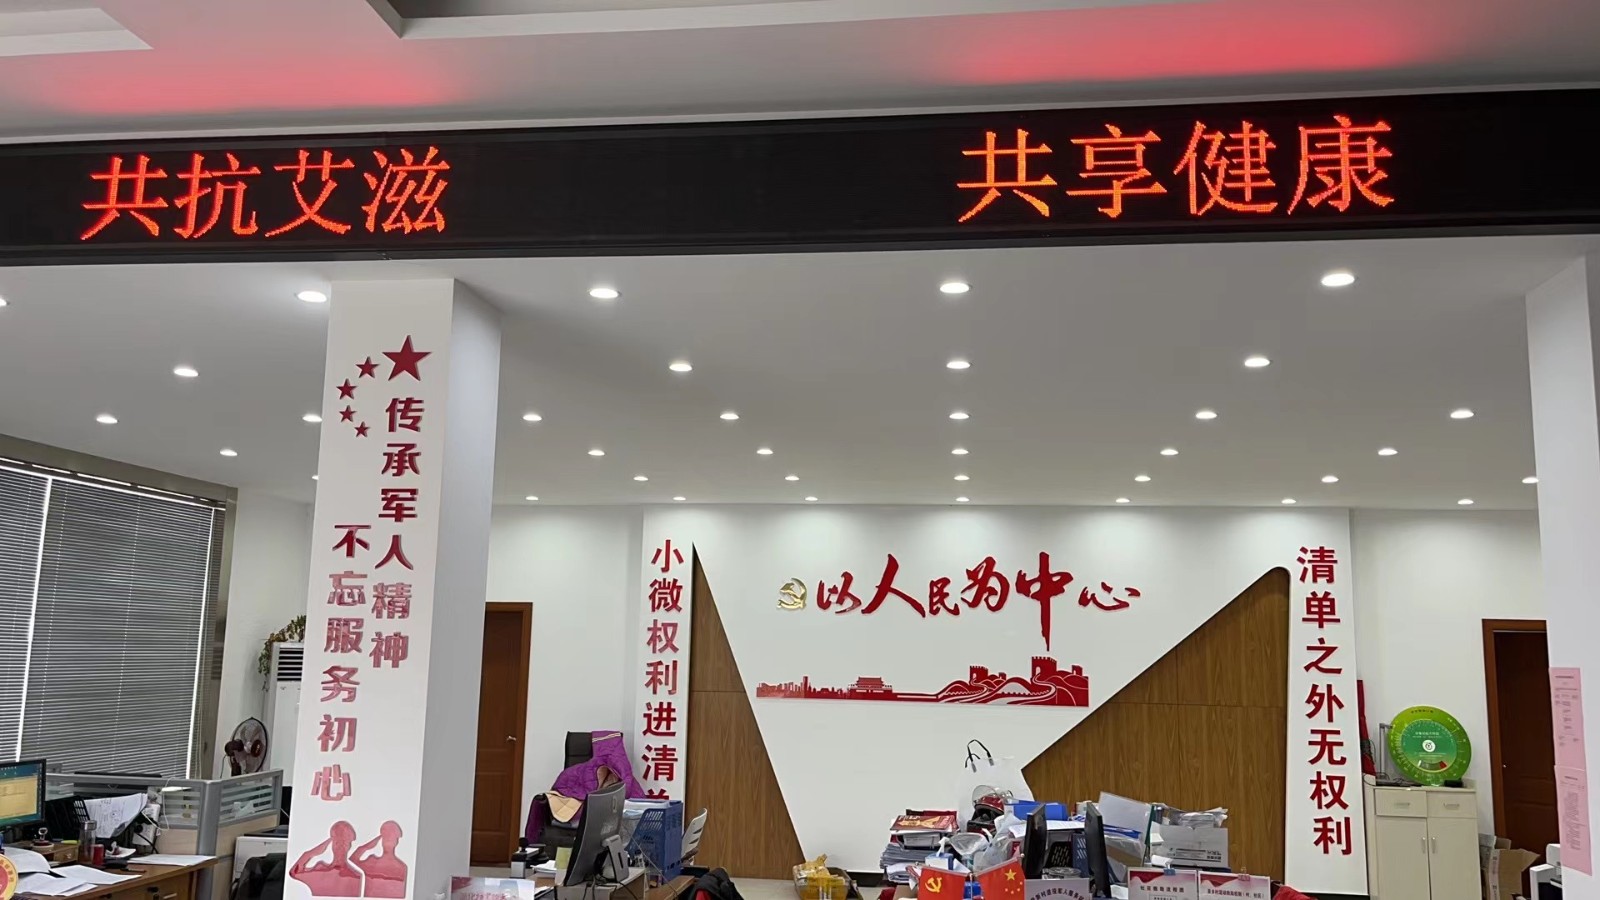 共抗艾滋 共享健康
传承军人精神
不忘服务初心
小微权利进清单
以人民为中心
清单之外无权利